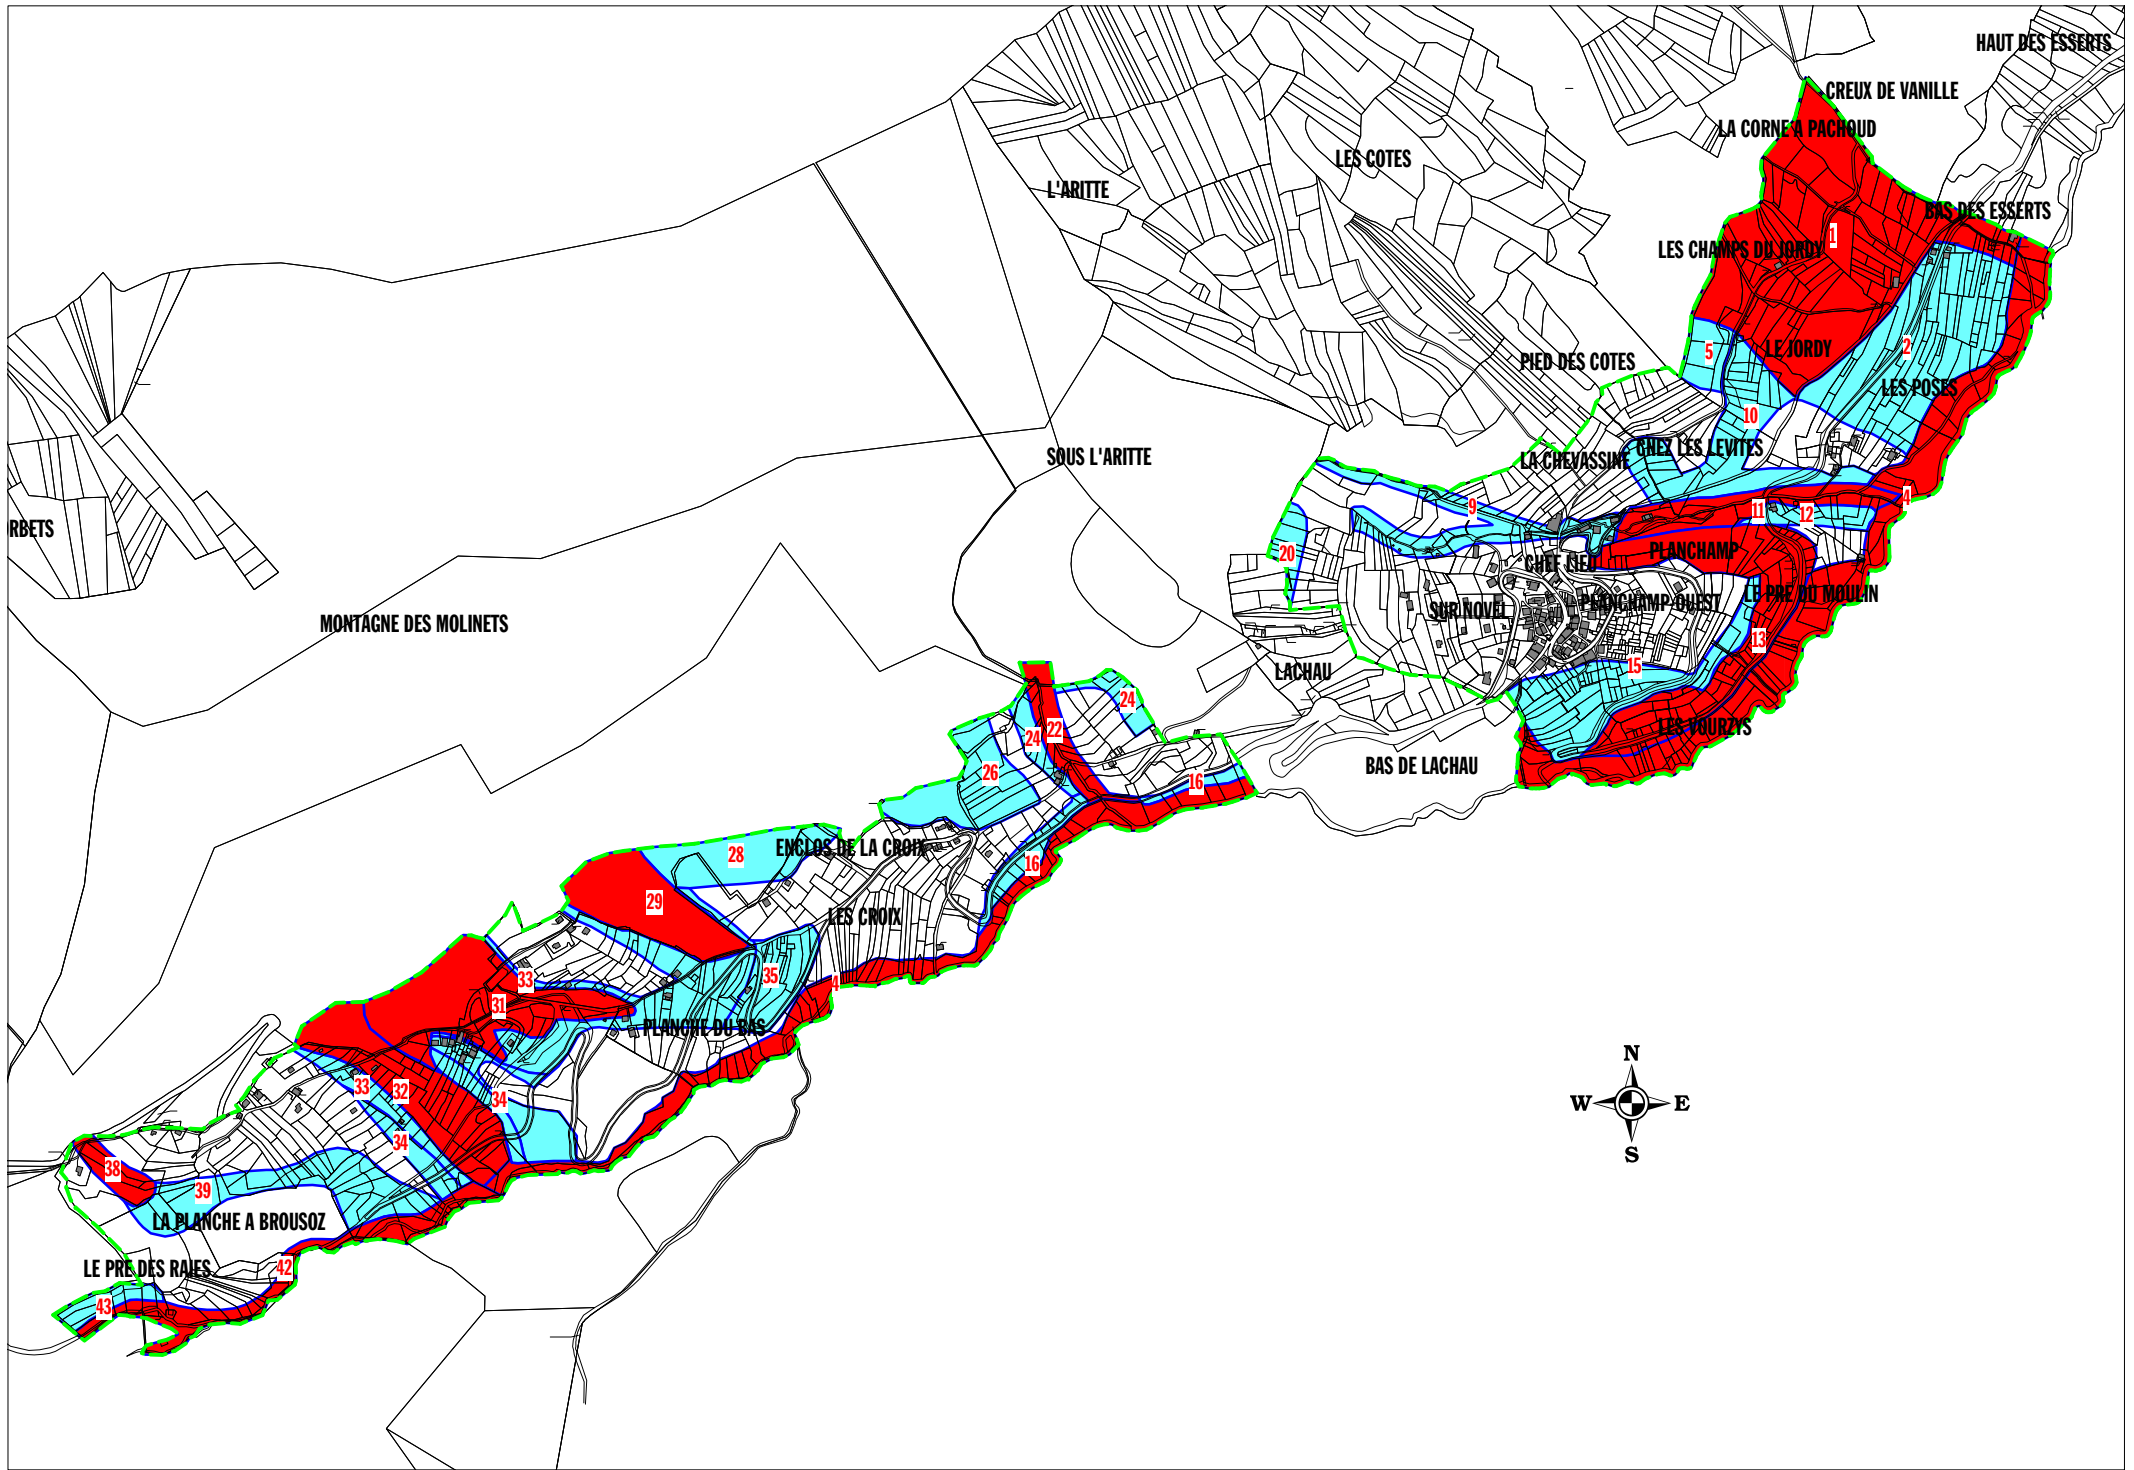 HAUT DES ESSERTS
CREUX DE VANILLE
LA CORNE A PACHOUD
LES COTES
L'ARITTE
BAS DES ESSERTS
1
LES CHAMPS DU JORDY
2
LE JORDY
5
PIED DES COTES
LES POSES
10
CHEZ LES LEVITES
SOUS L'ARITTE
LA CHEVASSINE
4
9
11
12
RBETS
20
PLANCHAMP
CHEF LIEU
LE PRE DU MOULIN
PLANCHAMP OUEST
SUR NOVEL
MONTAGNE DES MOLINETS
13
15
LACHAU
24
22
24
LES VOURZYS
BAS DE LACHAU
26
16
ENCLOS DE LA CROIX
28
16
29
LES CROIX
35
33
4
31
PLANCHE DU BAS
33
32
34
34
38
39
LA PLANCHE A BROUSOZ
LE PRE DES RAIES
42
43
N
W
E
S